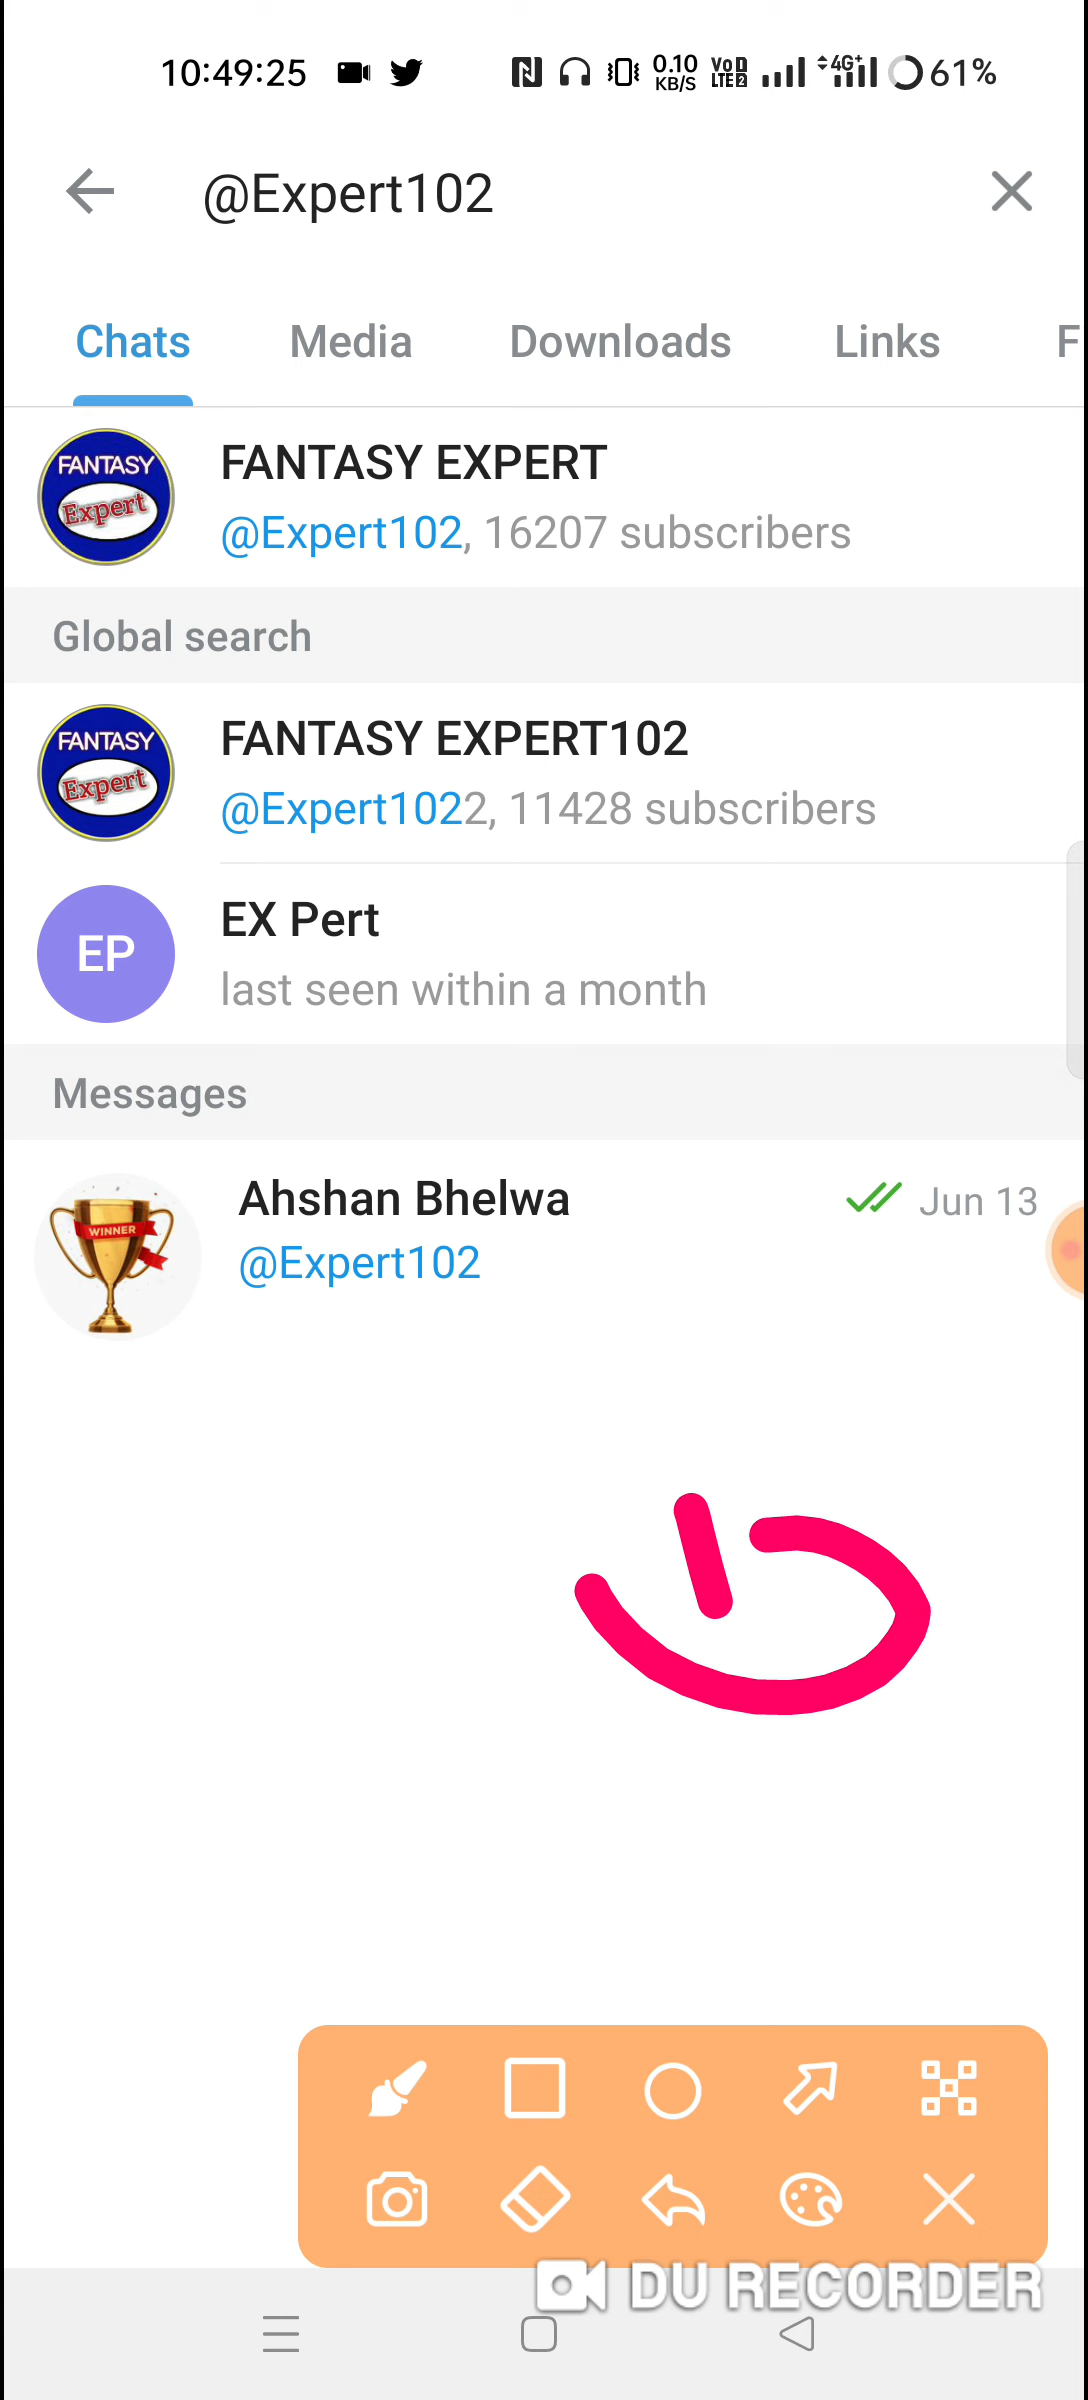 10:49:25 0.10 KB/S VoD LTE2 4G+ 61%
@Expert102
Chats Media Downloads Links F
FANTASY Expert
FANTASY EXPERT
@Expert102, 16207 subscribers
Global search
FANTASY Expert
FANTASY EXPERT102
@Expert1022, 11428 subscribers
EP
EX Pert
last seen within a month
Messages
WINNER
Ahshan Bhelwa Jun 13
@Expert102
DU RECORDER